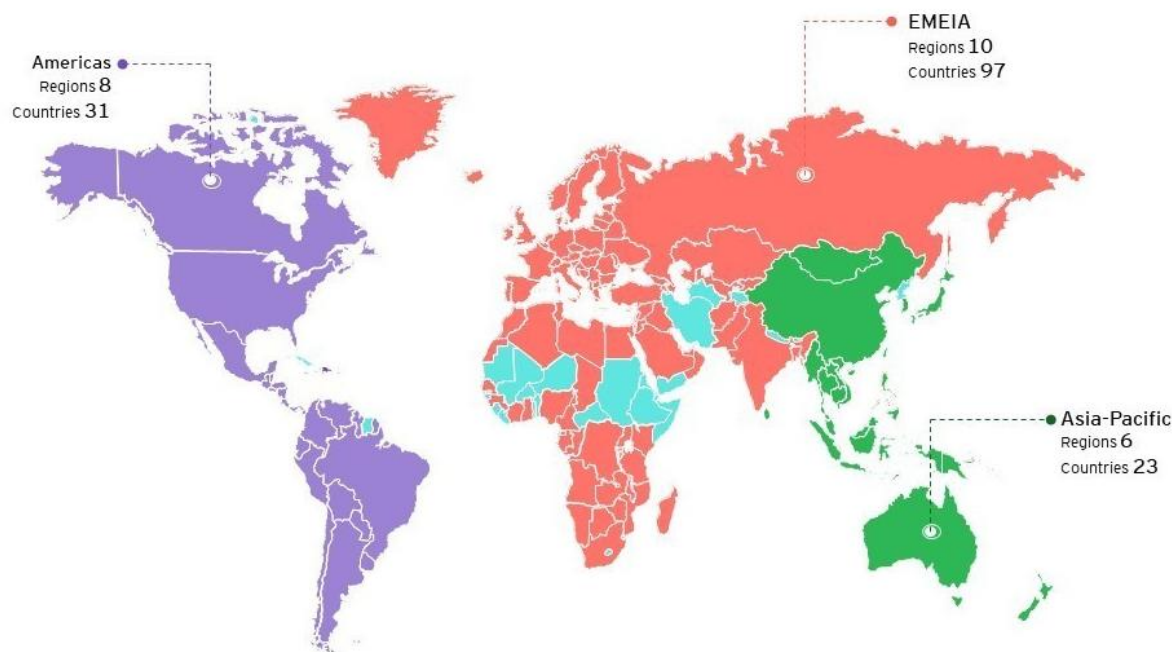 Americas
Regions 8
Countries 31
EMEIA
Regions 10
Countries 97
Asia-Pacific
Regions 6
Countries 23